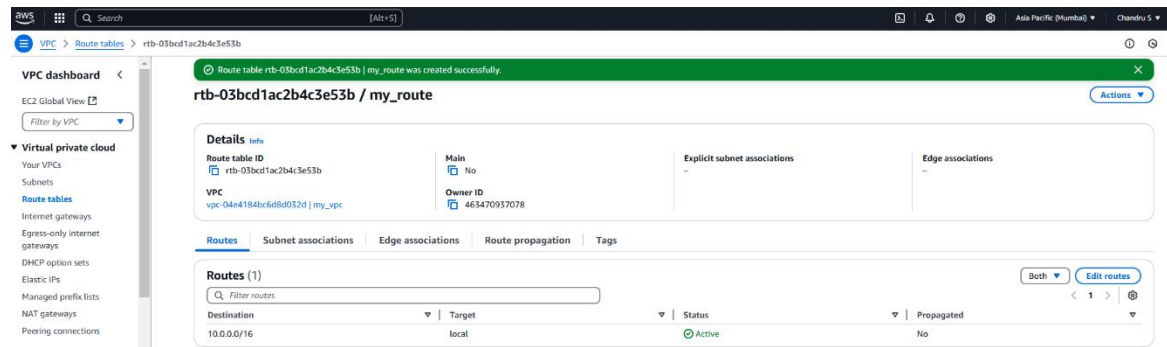 aws Search [Alt+S] Asia Pacific (Mumbai) Chandru S
VPC > Route tables > rtb-03bcd1ac2b4c3e53b
VPC dashboard
EC2 Global View
Filter by VPC
Virtual private cloud
Your VPCs
Subnets
Route tables
Internet gateways
Egress-only internet
gateways
DHCP option sets
Elastic IPs
Managed prefix lists
NAT gateways
Peering connections
Route table rtb-03bcd1ac2b4c3e53b | my_route was created successfully.
rtb-03bcd1ac2b4c3e53b / my_route Actions
Details Info
Route table ID Main Explicit subnet associations Edge associations
rtb-03bcd1ac2b4c3e53b No – –
VPC Owner ID
vpc-04e4184bc6d8d032d | my_vpc 463470937078
Routes Subnet associations Edge associations Route propagation Tags
Routes (1) Both Edit routes
Filter routes 1
Destination Target Status Propagated
10.0.0.0/16 local Active No